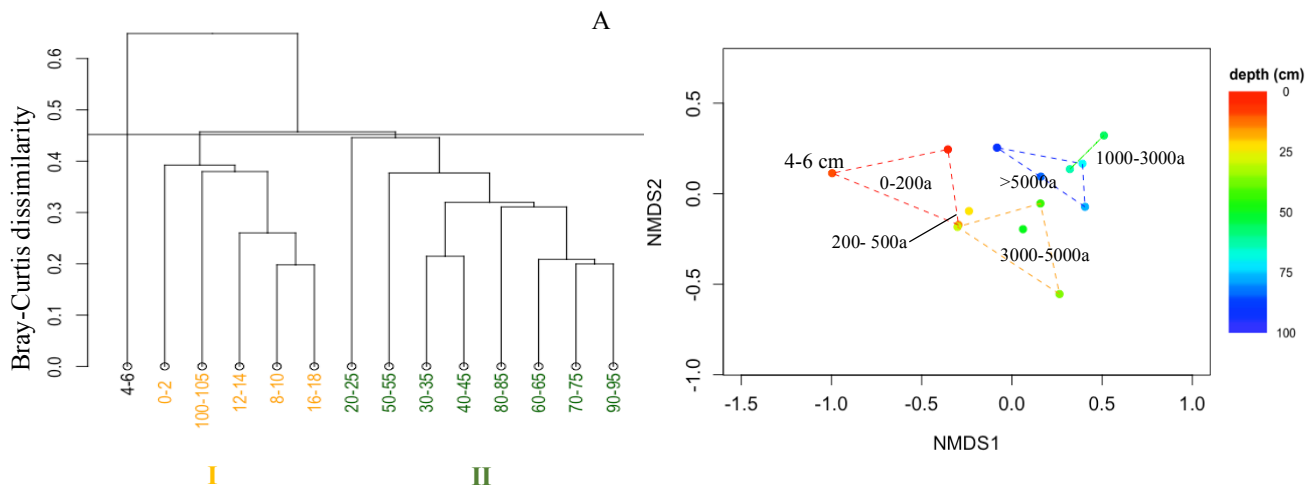 A
Bray-Curtis dissimilarity
0.6
0.5
0.4
0.3
0.2
0.1
0.0
4-6
0-2
100-105
12-14
8-10
16-18
20-25
50-55
30-35
40-45
80-85
60-65
70-75
90-95
I
II
NMDS2
0.5
0.0
-0.5
-1.0
4-6 cm
0-200a
>5000a
1000-3000a
200- 500a
3000-5000a
-1.5
-1.0
-0.5
0.0
0.5
1.0
NMDS1
depth (cm)
0
25
50
75
100